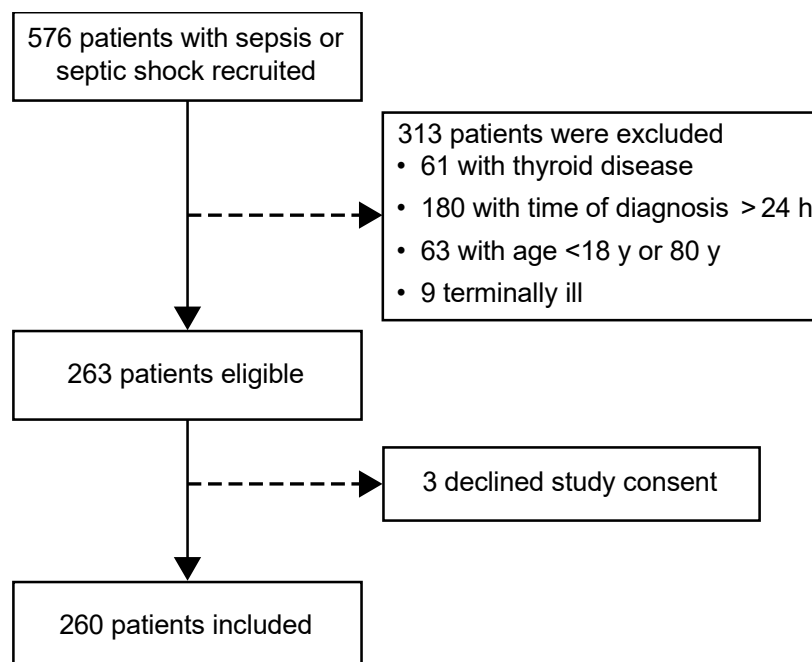 576 patients with sepsis or
septic shock recruited
313 patients were excluded
• 61 with thyroid disease
• 180 with time of diagnosis > 24 h
• 63 with age <18 y or 80 y
• 9 terminally ill
263 patients eligible
3 declined study consent
260 patients included